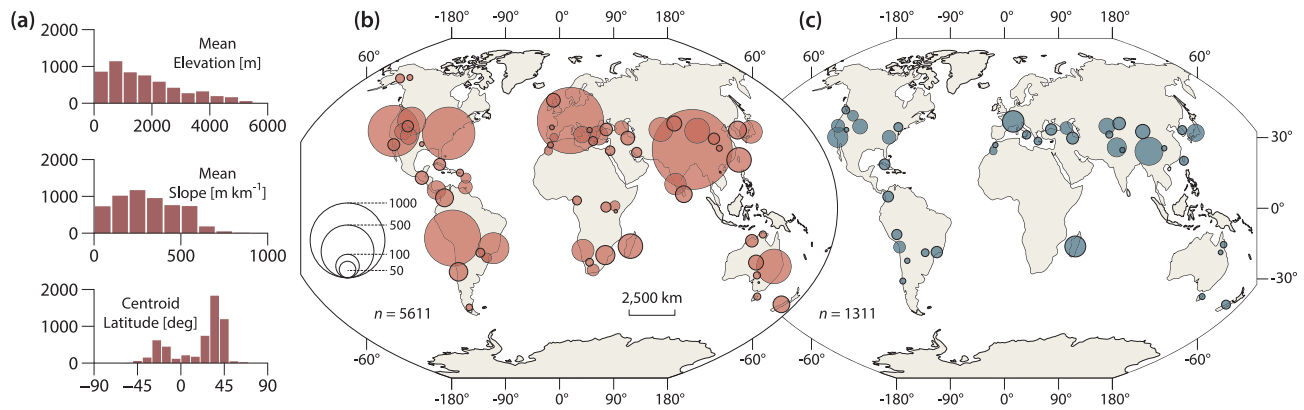 (a)
2000
1000
0
Mean
Elevation [m]
0 2000 4000 6000
2000
1000
0
Mean
Slope [m km⁻¹]
0 500 1000
2000
1000
0
Centroid
Latitude [deg]
−90 −45 0 45 90
(b)
-180° -90° 0° 90° 180°
60° 60°
1000
500
100
50
n = 5611
2,500 km
-60°
-180° -90° 0° 90° 180°
(c)
-180° -90° 0° 90° 180°
60°
30°
0°
-30°
n = 1311
-60° -60°
-180° -90° 0° 90° 180°